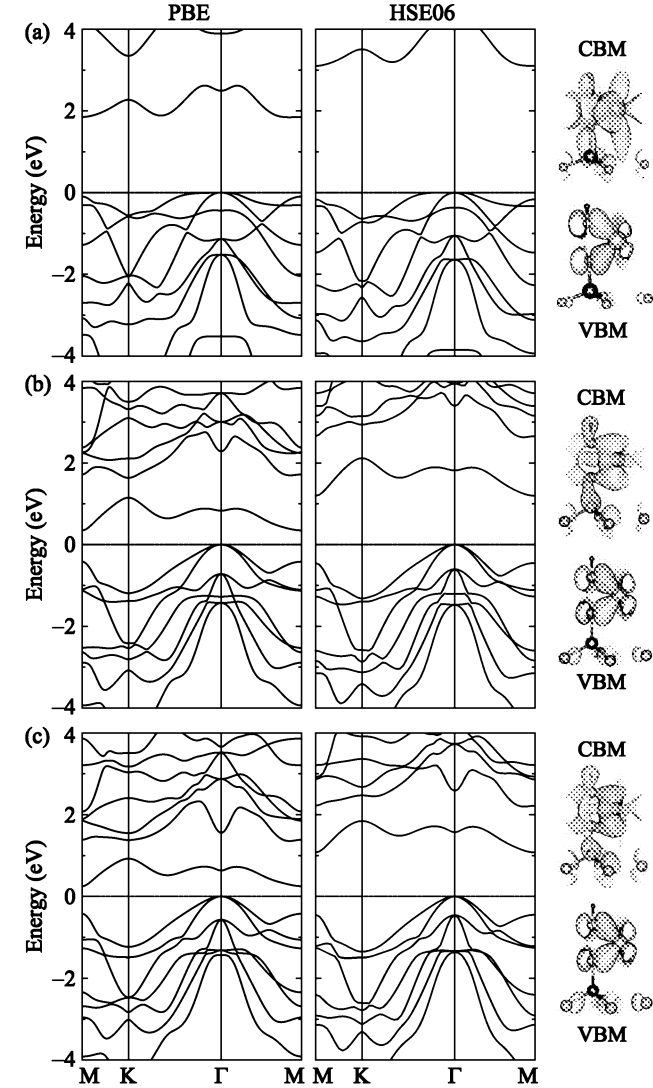 PBE HSE06
(a)
4
2
0
−2
−4
Energy (eV)
CBM
VBM
(b)
4
2
0
−2
−4
Energy (eV)
CBM
VBM
(c)
4
2
0
−2
−4
Energy (eV)
CBM
VBM
M K Γ M M K Γ M